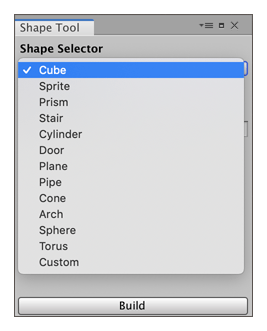 Shape Tool
Shape Selector
Cube
Sprite
Prism
Stair
Cylinder
Door
Plane
Pipe
Cone
Arch
Sphere
Torus
Custom
Build